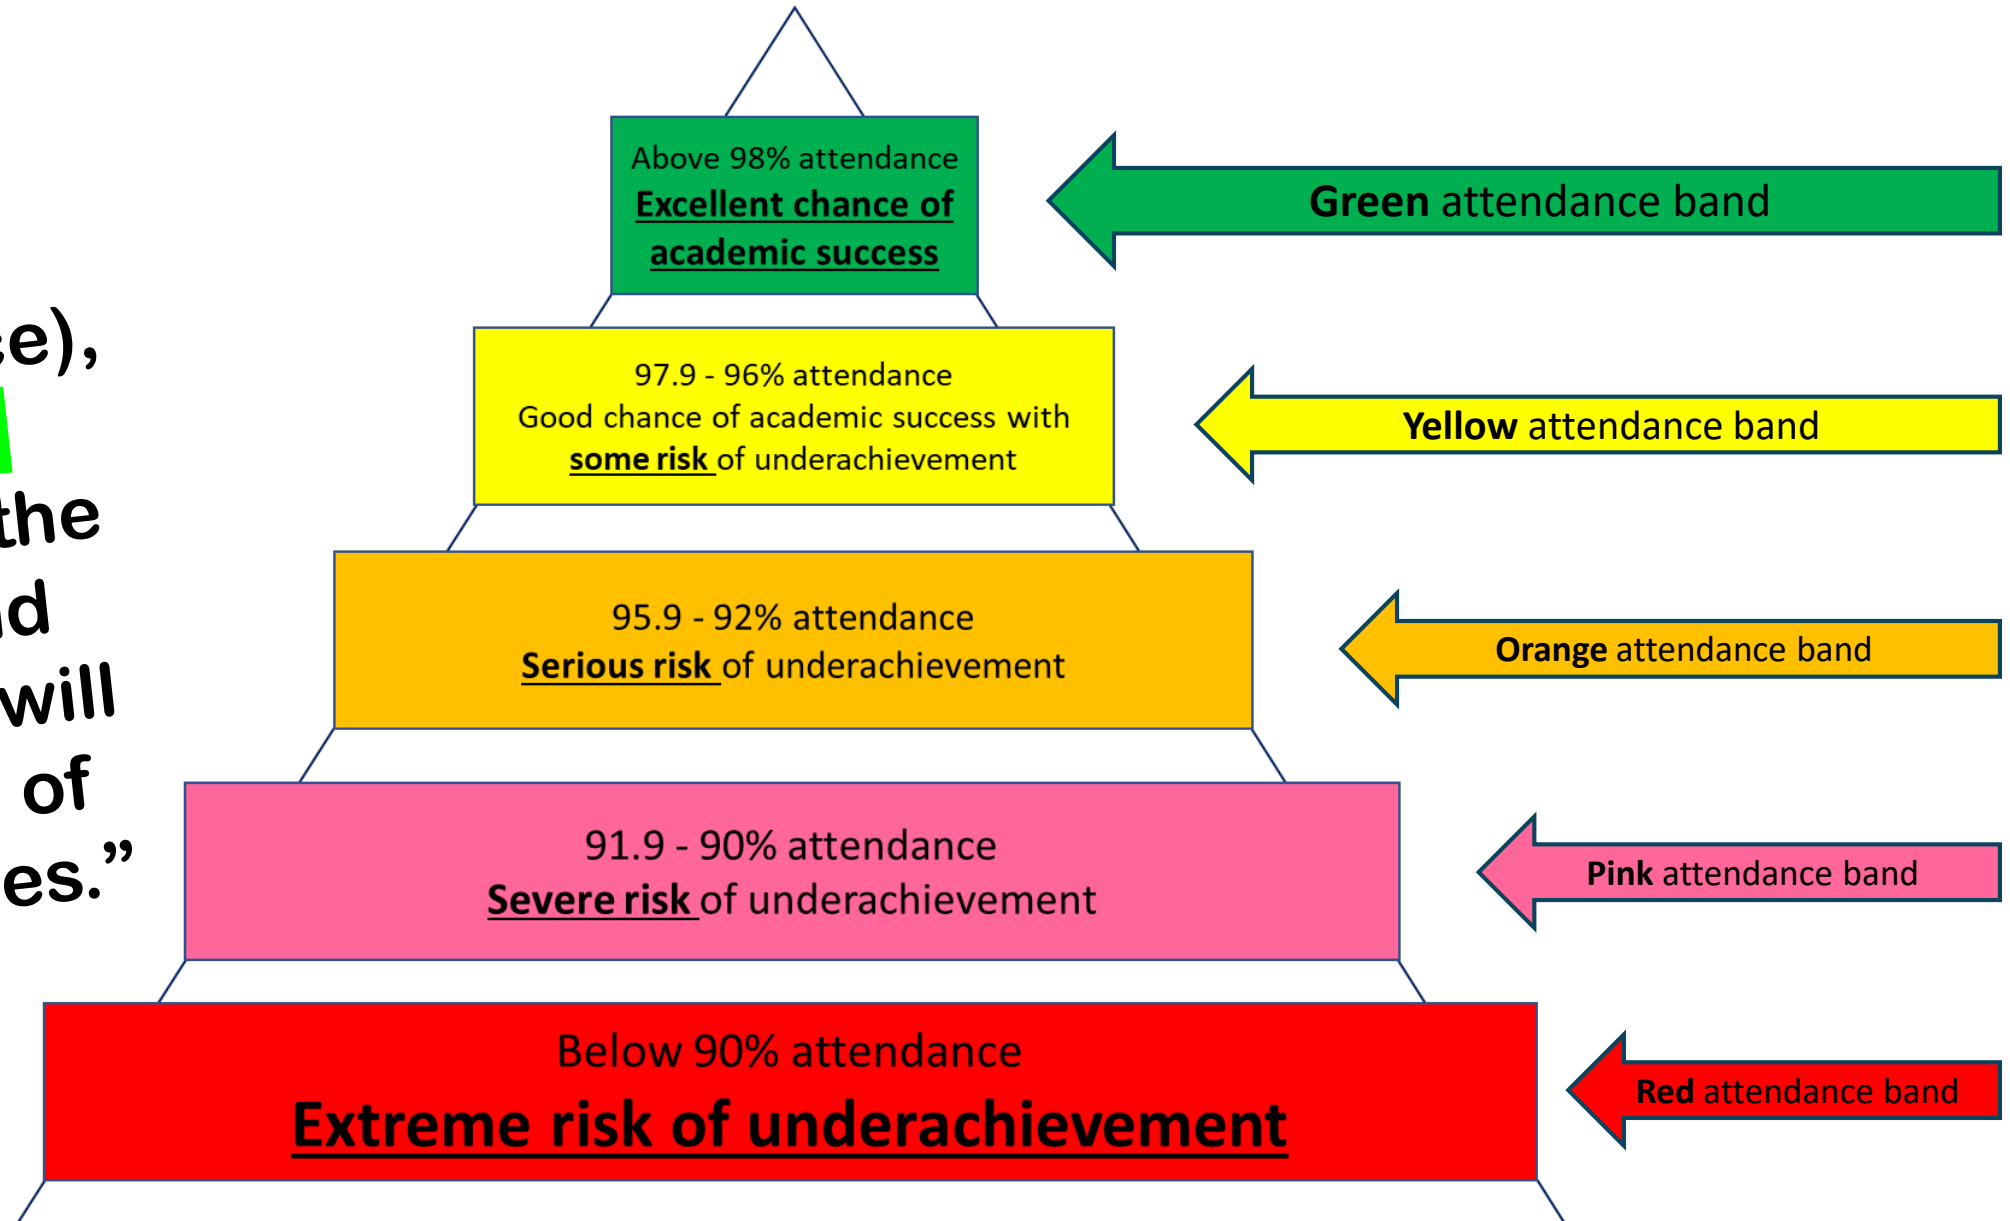 Above 98% attendance
Excellent chance of
academic success
Green attendance band
97.9 - 96% attendance
Good chance of academic success with
some risk of underachievement
Yellow attendance band
95.9 - 92% attendance
Serious risk of underachievement
Orange attendance band
91.9 - 90% attendance
Severe risk of underachievement
Pink attendance band
Below 90% attendance
Extreme risk of underachievement
Red attendance band
the
will
of